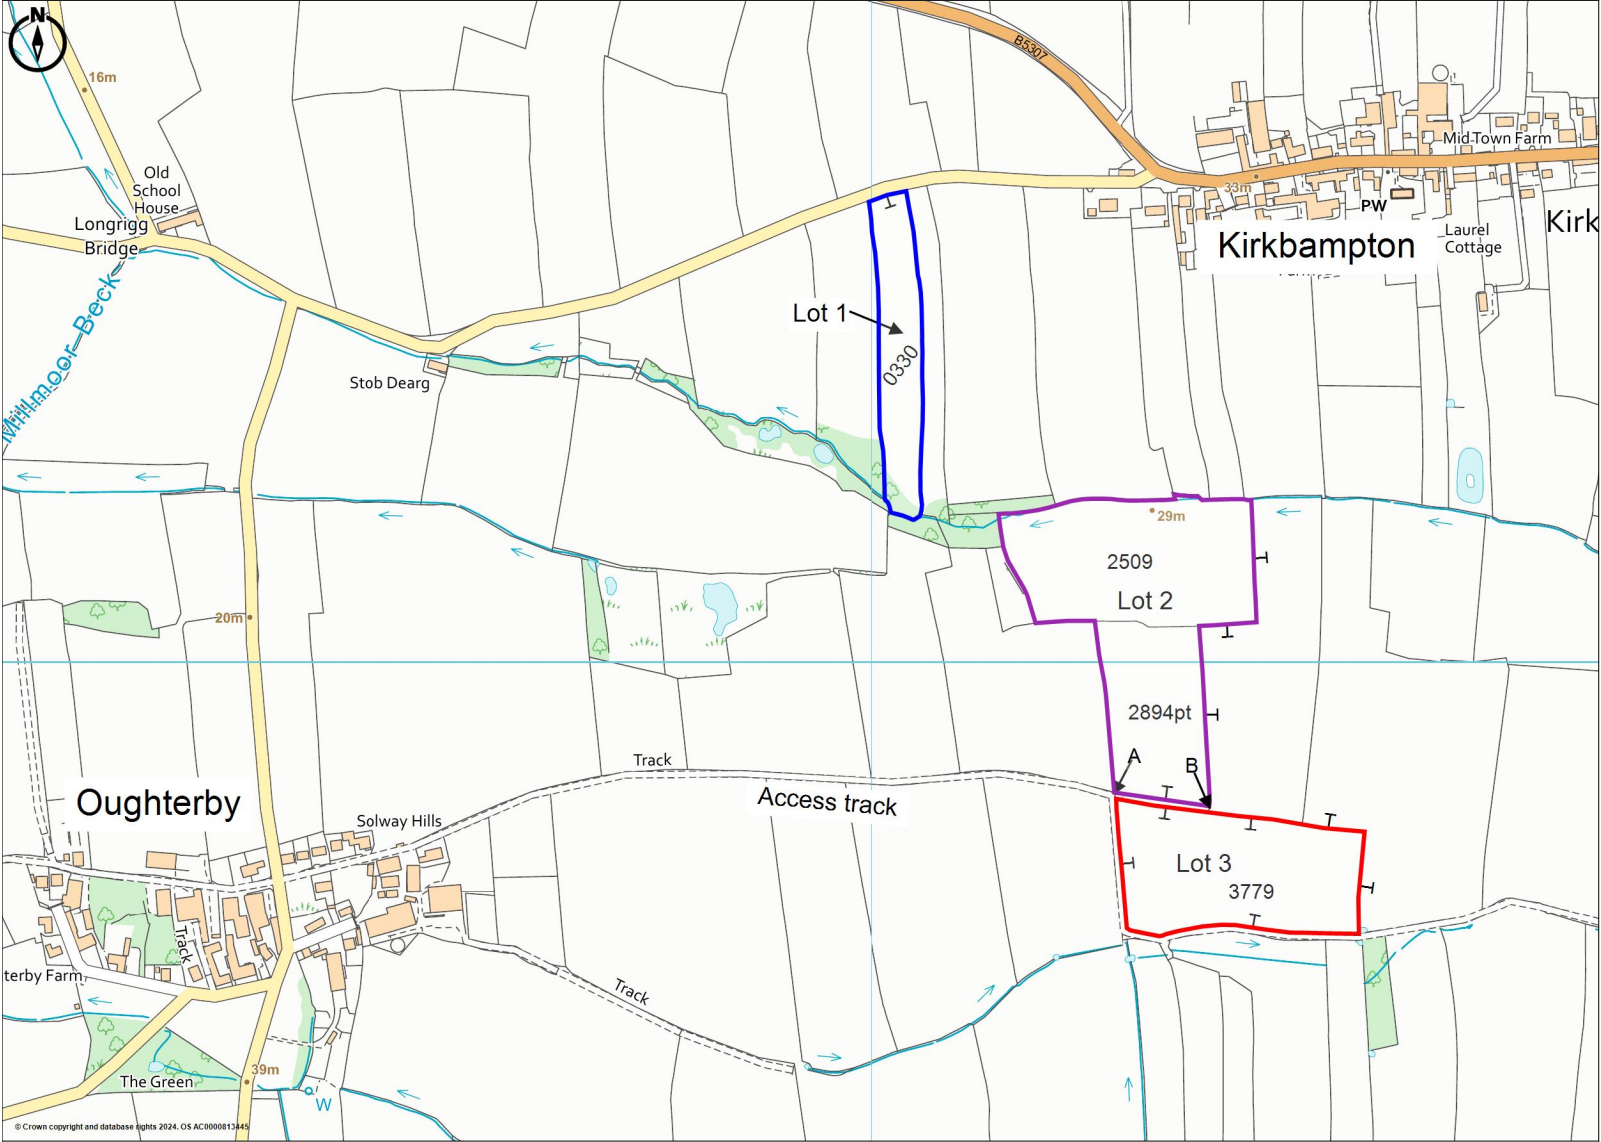 N
B5307
16m
Mid-Town Farm
Old
School
House
33m
PW
Longrigg
Bridge
Kirkbampton
Laurel
Cottage
Kirk
Millmoor Beck
Lot 1
0330
Stob Dearg
29m
2509
Lot 2
20m
2894pt
A
B
Track
Access track
Oughterby
Solway Hills
Lot 3
3779
Track
terby Farm
Track
39m
The Green
W
© Crown copyright and database rights 2024. OS AC0000813445